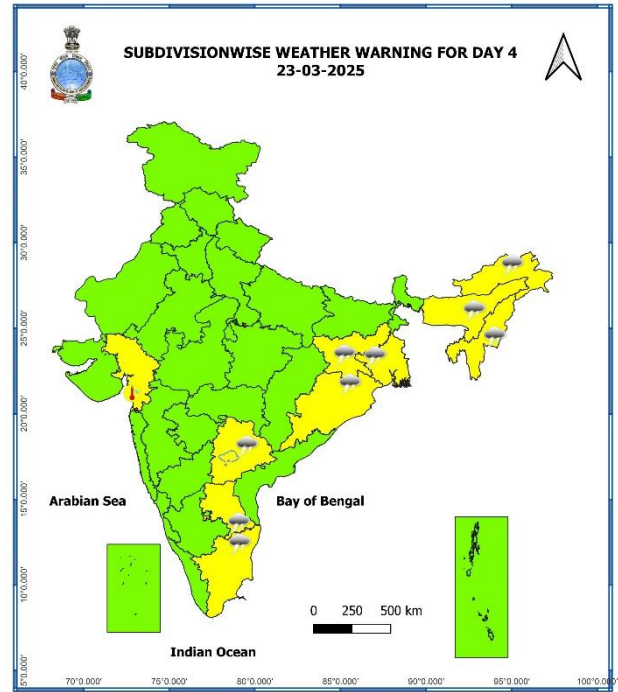 SUBDIVISIONWISE WEATHER WARNING FOR DAY 4
23-03-2025
40°0.000'
35°0.000'
30°0.000'
25°0.000'
20°0.000'
15°0.000'
10°0.000'
5°0.000'
Arabian Sea
Bay of Bengal
0 250 500 km
Indian Ocean
70°0.000' 75°0.000' 80°0.000' 85°0.000' 90°0.000' 95°0.000' 100°0.000'